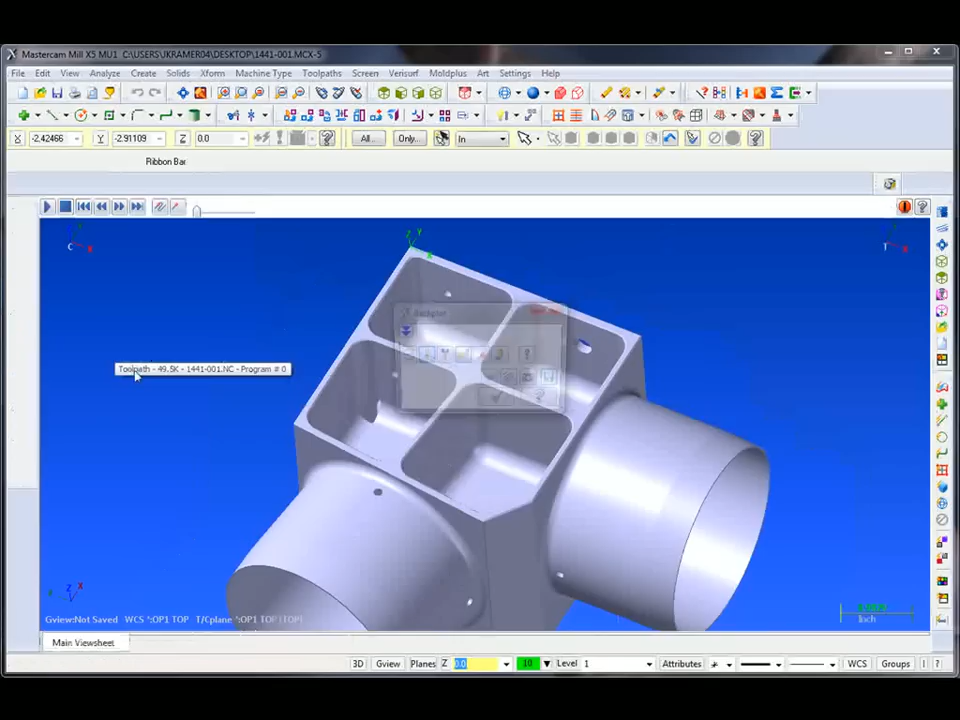 Mastercam Mill X5 MU1 C:\USERS\JKRAMER04\DESKTOP\1441-001.MCX-5
File Edit View Analyze Create Solids Xform Machine Type Toolpaths Screen Verisurf Moldplus Art Settings Help
X -2.42466 Y -2.91109 Z 0.0 All... Only... In
Ribbon Bar
Z Y
C X
T X
Backplot
Toolpath - 49.5K - 1441-001.NC - Program # 0
Z X
Gview:Not Saved WCS :OP1 TOP T/Cplane :OP1 TOP (TOP)
Inch
Main Viewsheet
3D Gview Planes Z 0.0 10 Level 1 Attributes WCS Groups ?